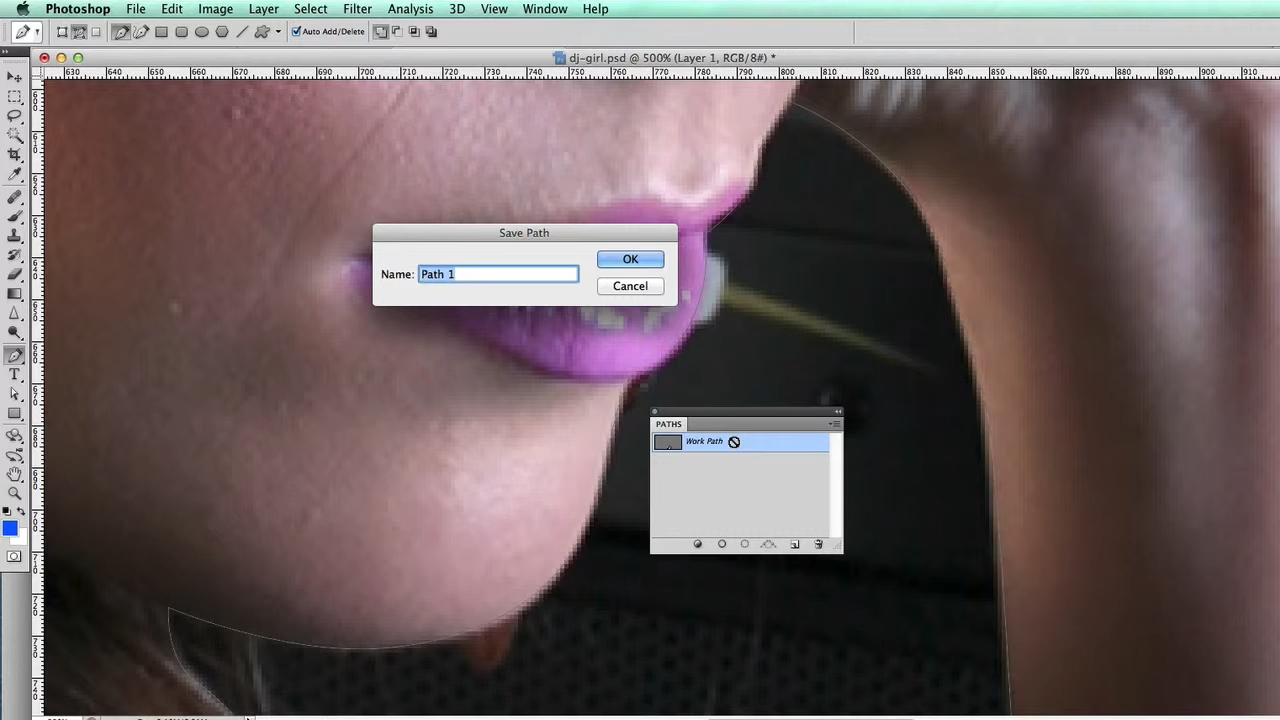 Photoshop File Edit Image Layer Select Filter Analysis 3D View Window Help
Auto Add/Delete
dj-girl.psd @ 500% (Layer 1, RGB/8#) *
630 640 650 660 670 680 690 700 710 720 730 740 750 760 770 780 790 800 810 820 830 840 850 860 870 880 890 900 910
Save Path
Name: Path 1
OK
Cancel
PATHS
Work Path